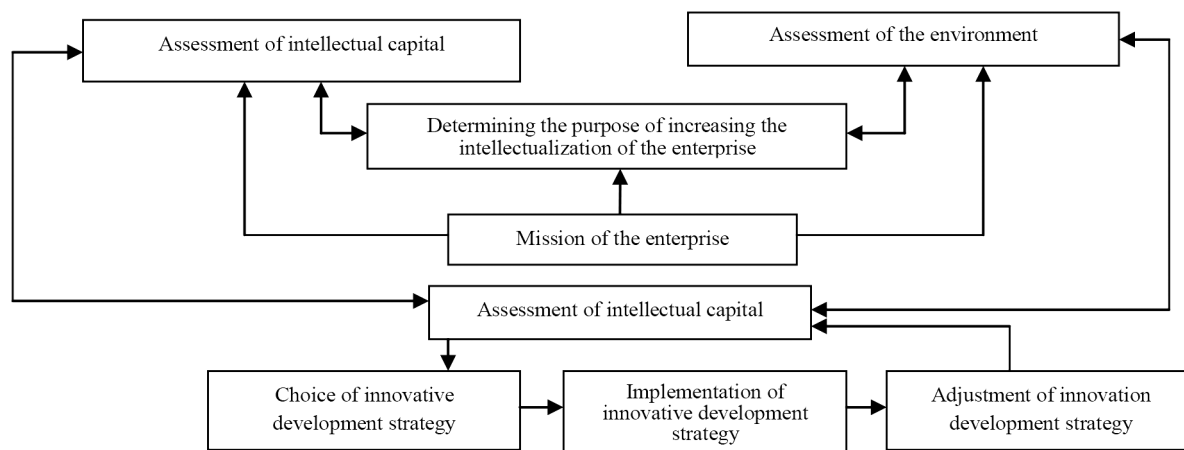 Assessment of intellectual capital
Assessment of the environment
Determining the purpose of increasing the
intellectualization of the enterprise
Mission of the enterprise
Assessment of intellectual capital
Choice of innovative
development strategy
Implementation of
innovative development
strategy
Adjustment of innovation
development strategy